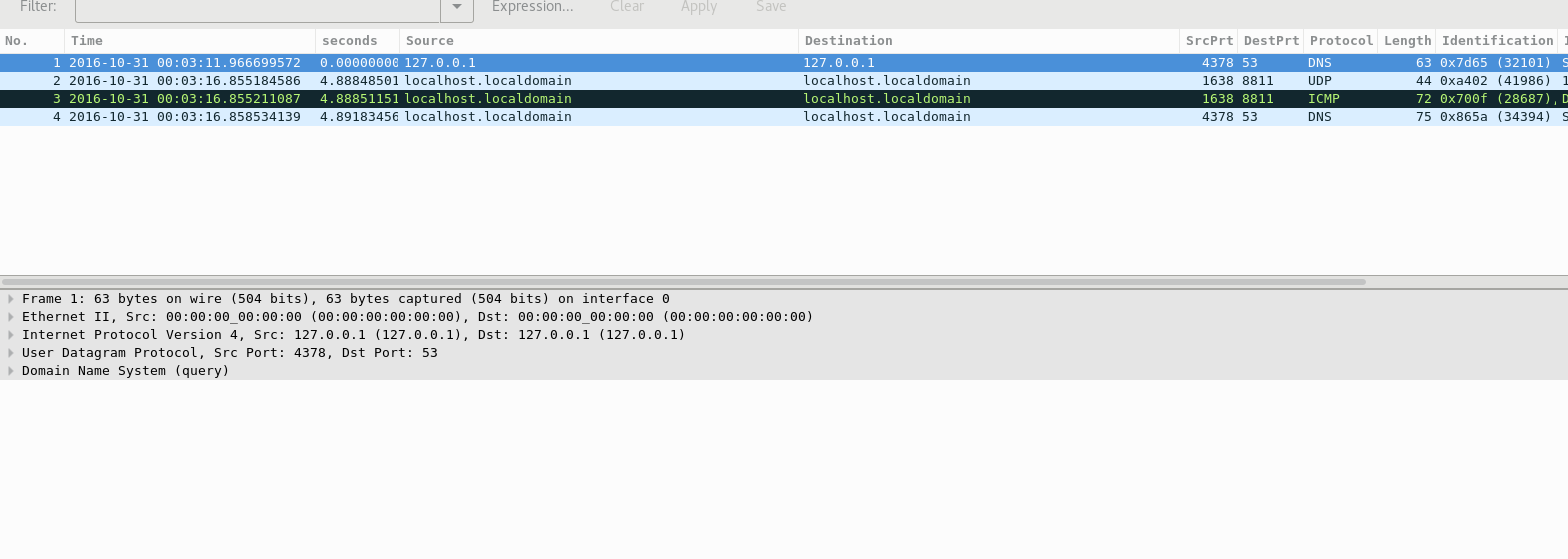 Filter: Expression... Clear Apply Save
No. Time seconds Source Destination SrcPrt DestPrt Protocol Length Identification
1 2016-10-31 00:03:11.966699572 0.00000000 127.0.0.1 127.0.0.1 4378 53 DNS 63 0x7d65 (32101) S
2 2016-10-31 00:03:16.855184586 4.88848501 localhost.localdomain localhost.localdomain 1638 8811 UDP 44 0xa402 (41986) 1
3 2016-10-31 00:03:16.855211087 4.88851151 localhost.localdomain localhost.localdomain 1638 8811 ICMP 72 0x700f (28687), D
4 2016-10-31 00:03:16.858534139 4.89183456 localhost.localdomain localhost.localdomain 4378 53 DNS 75 0x865a (34394) S
Frame 1: 63 bytes on wire (504 bits), 63 bytes captured (504 bits) on interface 0
Ethernet II, Src: 00:00:00_00:00:00 (00:00:00:00:00:00), Dst: 00:00:00_00:00:00 (00:00:00:00:00:00)
Internet Protocol Version 4, Src: 127.0.0.1 (127.0.0.1), Dst: 127.0.0.1 (127.0.0.1)
User Datagram Protocol, Src Port: 4378, Dst Port: 53
Domain Name System (query)